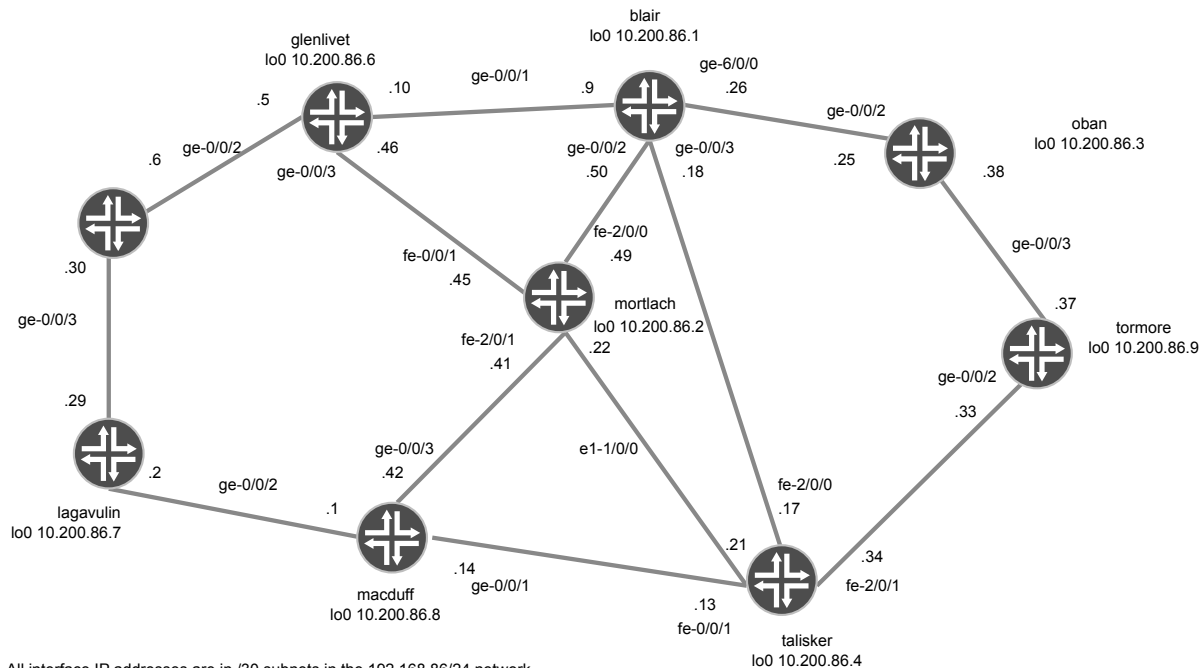 blair
lo0 10.200.86.1
glenlivet
lo0 10.200.86.6
ge-6/0/0
.26
ge-0/0/1
.10
.9
.5
ge-0/0/2
oban
lo0 10.200.86.3
.46
ge-0/0/2
.50
ge-0/0/3
.18
.25
.38
ge-0/0/2
.6
ge-0/0/3
fe-2/0/0
.49
ge-0/0/3
fe-0/0/1
.45
.30
.37
mortlach
lo0 10.200.86.2
ge-0/0/3
tormore
lo0 10.200.86.9
fe-2/0/1
.41
.22
ge-0/0/2
.33
.29
ge-0/0/3
.42
e1-1/0/0
.2
ge-0/0/2
.1
fe-2/0/0
.17
lagavulin
lo0 10.200.86.7
.21
.34
fe-2/0/1
.14
ge-0/0/1
macduff
lo0 10.200.86.8
.13
fe-0/0/1
talisker
lo0 10.200.86.4
All interface IP addresses are in /30 subnets in the 192.168.86/24 network